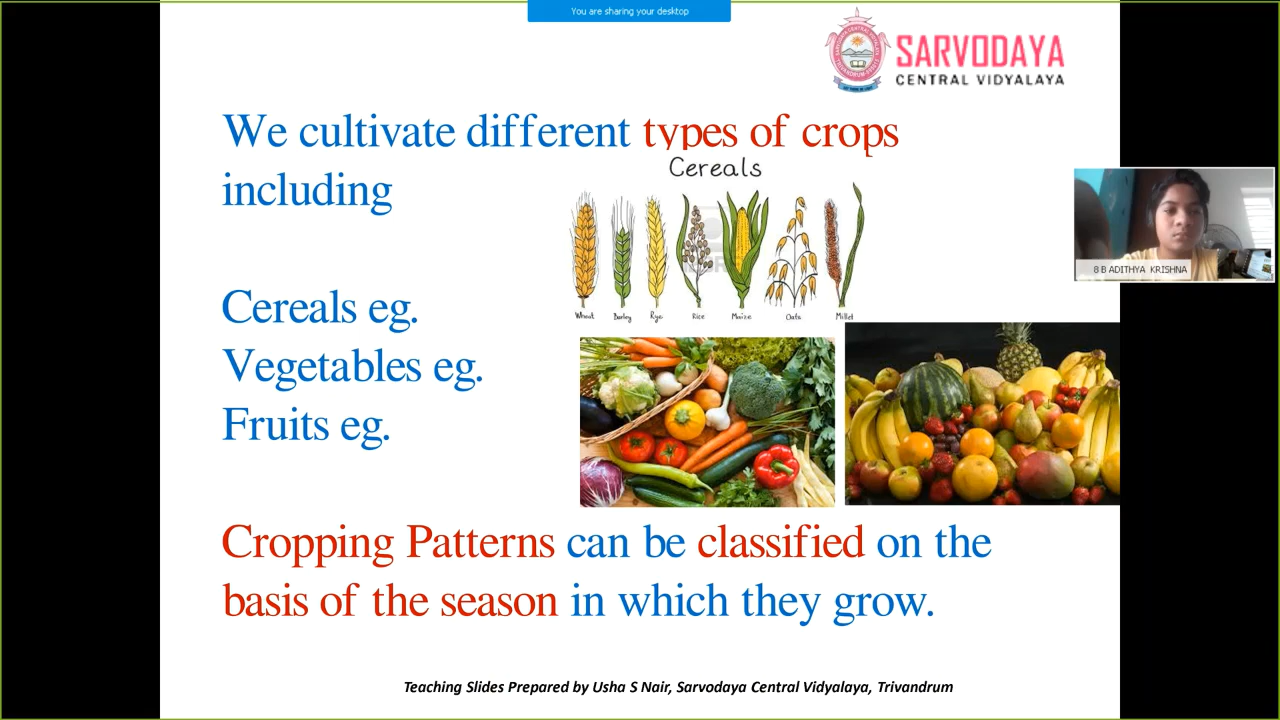 You are sharing your desktop
SARVODAYA
CENTRAL VIDYALAYA
We cultivate different types of crops
including
Cereals
Wheat Barley Rye Rice Maize Oats Millet
8 B ADITHYA KRISHNA
Cereals eg.
Vegetables eg.
Fruits eg.
Cropping Patterns can be classified on the
basis of the season in which they grow.
Teaching Slides Prepared by Usha S Nair, Sarvodaya Central Vidyalaya, Trivandrum